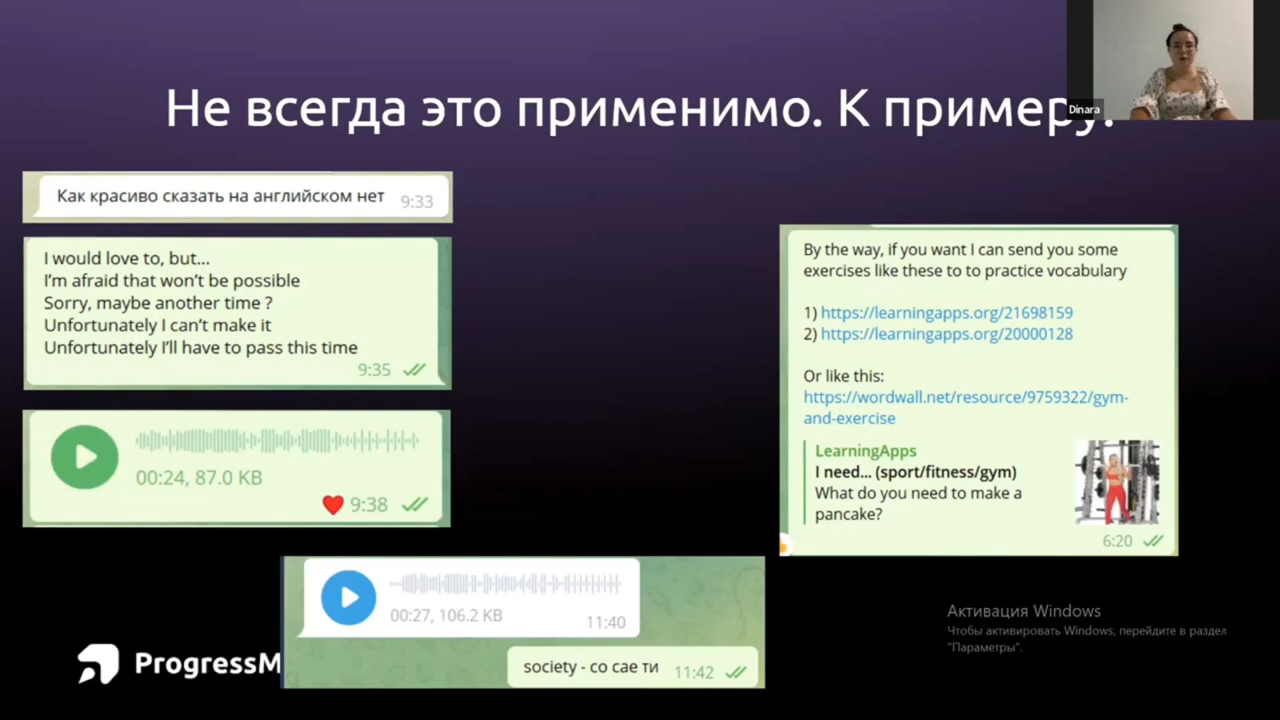 Не всегда это применимо. К примеру:
Dinara
Как красиво сказать на английском нет 9:33
I would love to, but...
I'm afraid that won't be possible
Sorry, maybe another time ?
Unfortunately I can't make it
Unfortunately I'll have to pass this time
9:35
00:24, 87.0 KB
9:38
By the way, if you want I can send you some
exercises like these to to practice vocabulary
1) https://learningapps.org/21698159
2) https://learningapps.org/20000128
Or like this:
https://wordwall.net/resource/9759322/gym-
and-exercise
LearningApps
I need... (sport/fitness/gym)
What do you need to make a
pancake?
6:20
00:27, 106.2 KB
11:40
society - со сае ти 11:42
ProgressM
Активация Windows
Чтобы активировать Windows, перейдите в раздел
"Параметры".